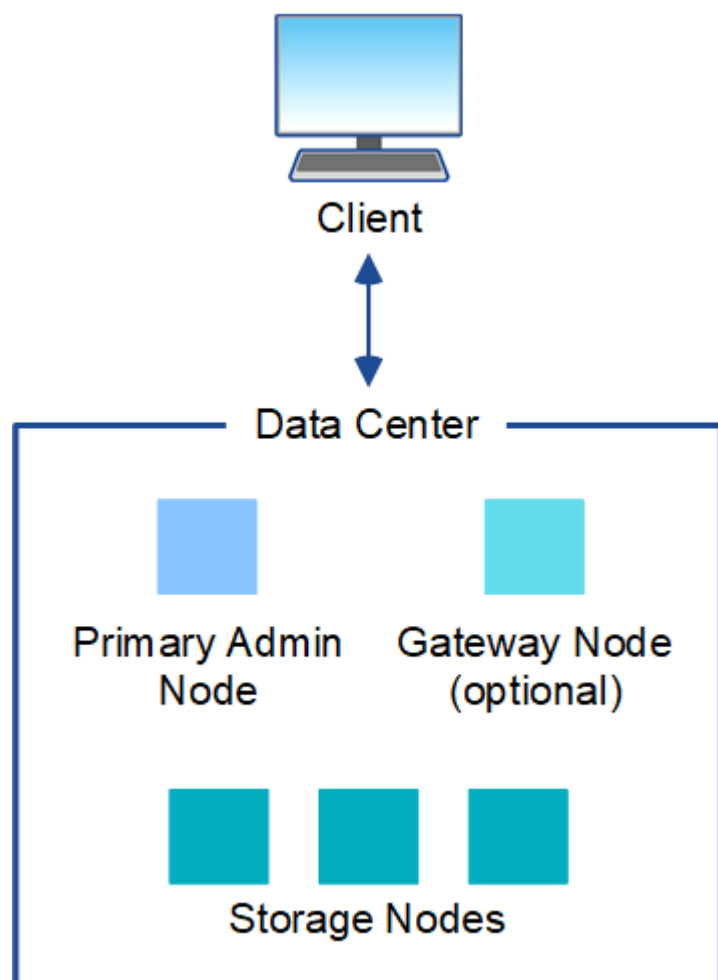 Client
Data Center
Primary Admin
Node
Gateway Node
(optional)
Storage Nodes